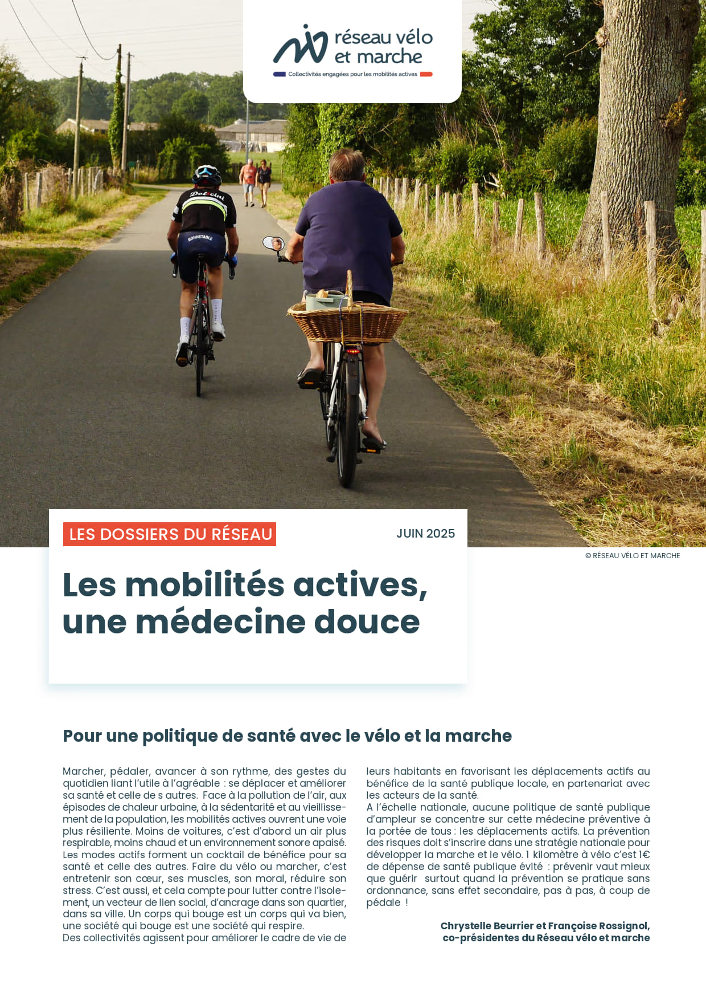 réseau vélo
et marche
Collectivités engagées pour les mobilités actives
Dolcini
BONNETABLE
LES DOSSIERS DU RÉSEAU
JUIN 2025
© RÉSEAU VÉLO ET MARCHE
Les mobilités actives,
une médecine douce
Pour une politique de santé avec le vélo et la marche
Marcher, pédaler, avancer à son rythme, des gestes du
quotidien liant l’utile à l’agréable : se déplacer et améliorer
sa santé et celle de s autres. Face à la pollution de l’air, aux
épisodes de chaleur urbaine, à la sédentarité et au vieillisse-
ment de la population, les mobilités actives ouvrent une voie
plus résiliente. Moins de voitures, c’est d’abord un air plus
respirable, moins chaud et un environnement sonore apaisé.
Les modes actifs forment un cocktail de bénéfice pour sa
santé et celle des autres. Faire du vélo ou marcher, c’est
entretenir son cœur, ses muscles, son moral, réduire son
stress. C’est aussi, et cela compte pour lutter contre l’isole-
ment, un vecteur de lien social, d’ancrage dans son quartier,
dans sa ville. Un corps qui bouge est un corps qui va bien,
une société qui bouge est une société qui respire.
Des collectivités agissent pour améliorer le cadre de vie de
leurs habitants en favorisant les déplacements actifs au
bénéfice de la santé publique locale, en partenariat avec
les acteurs de la santé.
A l’échelle nationale, aucune politique de santé publique
d’ampleur se concentre sur cette médecine préventive à
la portée de tous : les déplacements actifs. La prévention
des risques doit s’inscrire dans une stratégie nationale pour
développer la marche et le vélo. 1 kilomètre à vélo c’est 1€
de dépense de santé publique évité : prévenir vaut mieux
que guérir surtout quand la prévention se pratique sans
ordonnance, sans effet secondaire, pas à pas, à coup de
pédale !
Chrystelle Beurrier et Françoise Rossignol,
co-présidentes du Réseau vélo et marche